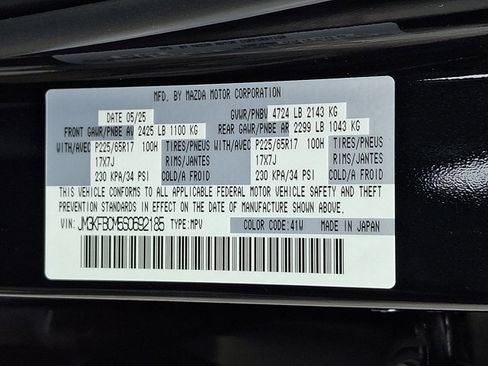 MFD. BY MAZDA MOTOR CORPORATION
DATE 05/25 GVWR/PNBV 4724 LB 2143 KG
FRONT GAWR/PNBE AV 2425 LB 1100 KG REAR GAWR/PNBE AR 2299 LB 1043 KG
WITH/AVEC P225/65R17 100H TIRES/PNEUS WITH/AVEC P225/65R17 100H TIRES/PNEUS
17X7J RIMS/JANTES 17X7J RIMS/JANTES
230 KPA/34 PSI COLD/A FROID 230 KPA/34 PSI COLD/A FROID
THIS VEHICLE CONFORMS TO ALL APPLICABLE FEDERAL MOTOR VEHICLE SAFETY AND THEFT
PREVENTION STANDARDS IN EFFECT ON THE DATE OF MANUFACTURE SHOWN ABOVE.
VIN: JM3KFBCM5S0692185 TYPE:MPV COLOR CODE:41W MADE IN JAPAN